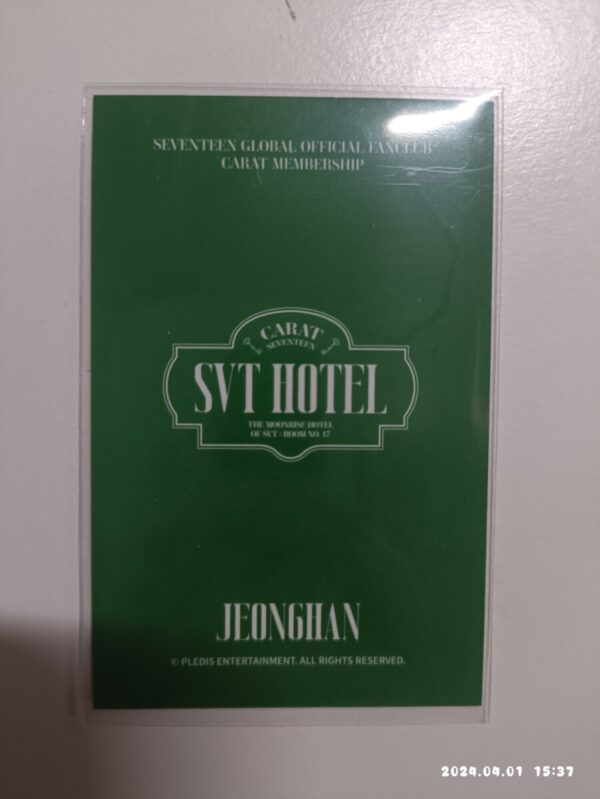 SEVENTEEN GLOBAL OFFICIAL FANCLUB
CARAT MEMBERSHIP
CARAT
SEVENTEEN
SVT HOTEL
THE MOONRISE HOTEL
OF SVT - ROOM NO. 17
JEONGHAN
© PLEDIS ENTERTAINMENT. ALL RIGHTS RESERVED.
2024.04.01 15:37